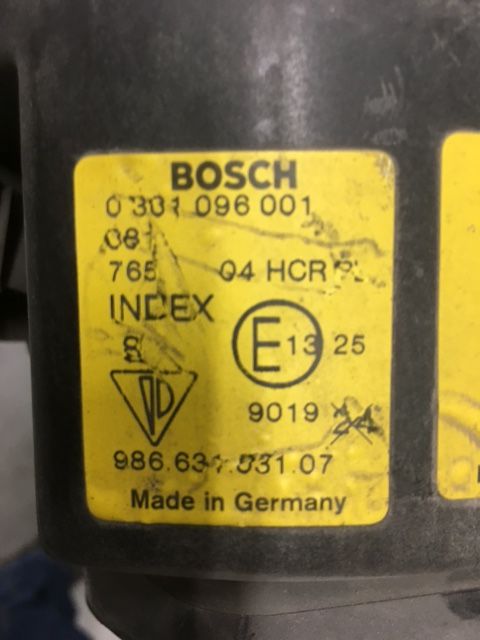 BOSCH
0 301 096 001
765 04 HCR
INDEX
E 13 25
9019
986.631.031.07
Made in Germany